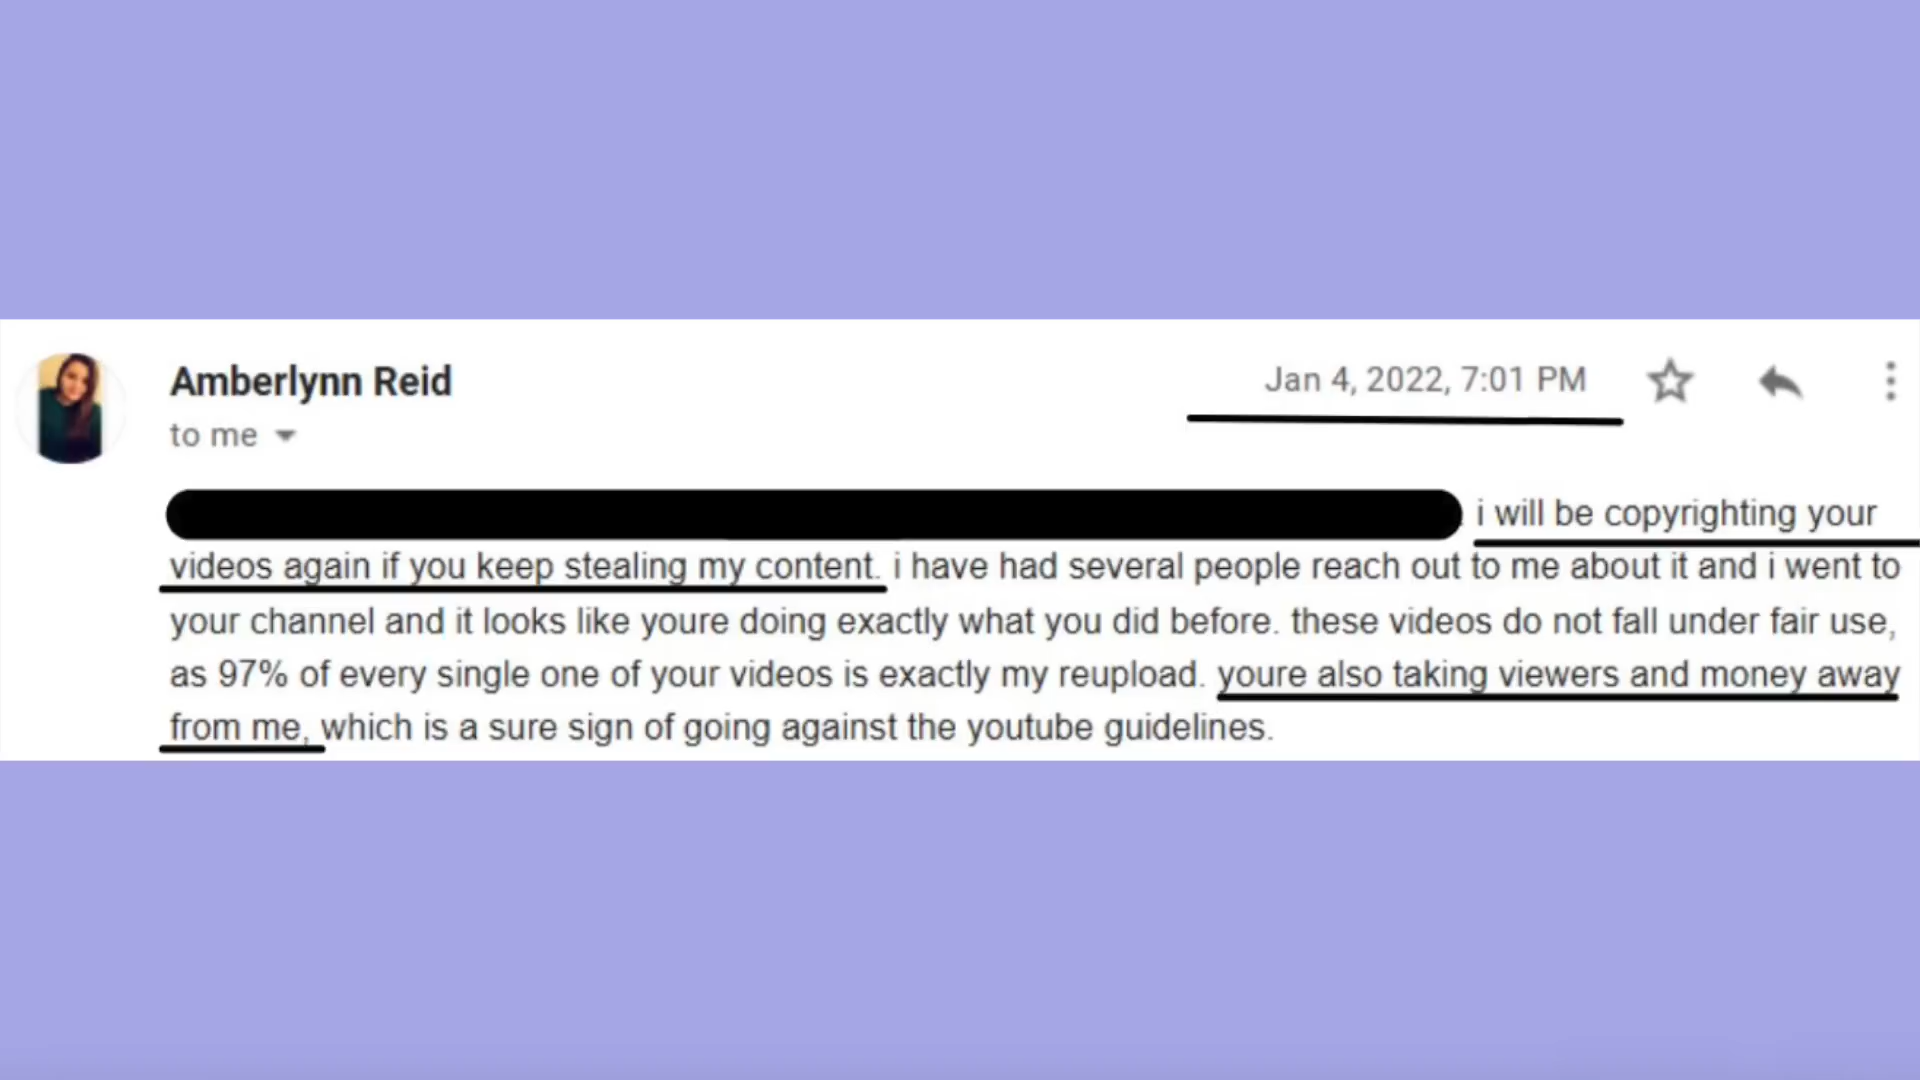 Amberlynn Reid
Jan 4, 2022, 7:01 PM
to me
i will be copyrighting your
videos again if you keep stealing my content. i have had several people reach out to me about it and i went to
your channel and it looks like youre doing exactly what you did before. these videos do not fall under fair use,
as 97% of every single one of your videos is exactly my reupload. youre also taking viewers and money away
from me, which is a sure sign of going against the youtube guidelines.